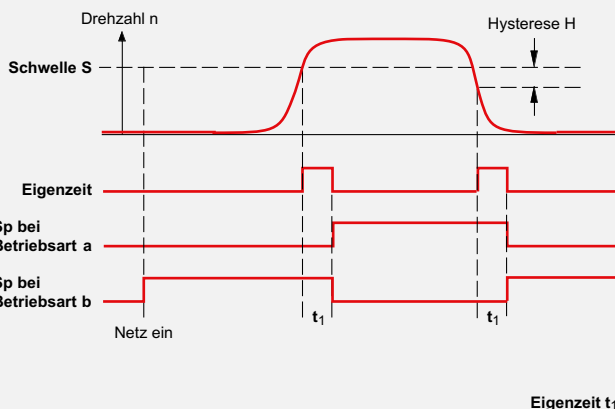 Drehzahl n
Hysterese H
Schwelle S
Eigenzeit
Sp bei
Betriebsart a
Sp bei
Betriebsart b
t1
t1
Netz ein
Eigenzeit t1